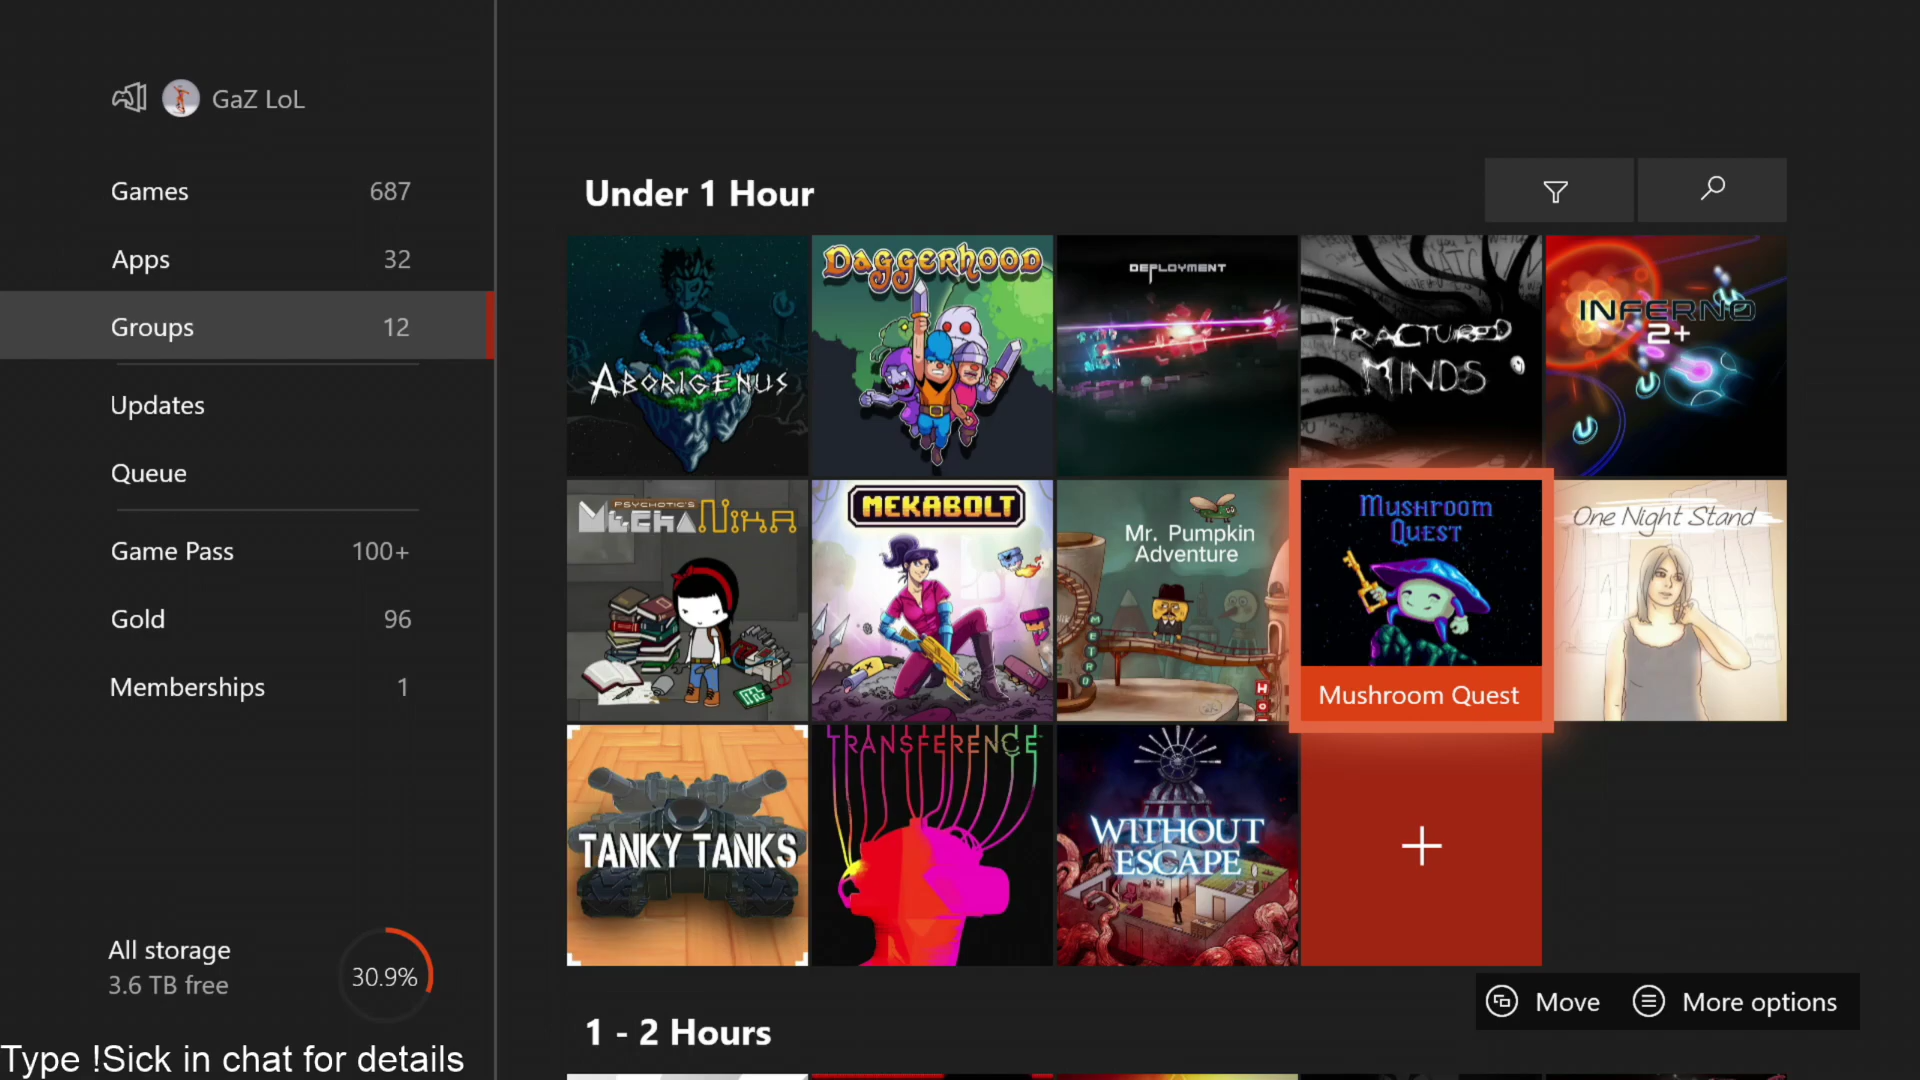 GaZ LoL
Games 687
Apps 32
Groups 12
Updates
Queue
Game Pass 100+
Gold 96
Memberships 1
All storage
3.6 TB free
30.9%
Type !Sick in chat for details
Under 1 Hour
ABORIGENUS
Daggerhood
DEPLOYMENT
FRACTURED
MINDS
INFERNO
2+
PSYCHOTIC'S
MECHANIKA
MEKABOLT
Mr. Pumpkin
Adventure
METRO
HO
MUSHROOM
QUEST
Mushroom Quest
One Night Stand
TANKY TANKS
TRANSFERENCE
WITHOUT
ESCAPE
Move
More options
1 - 2 Hours